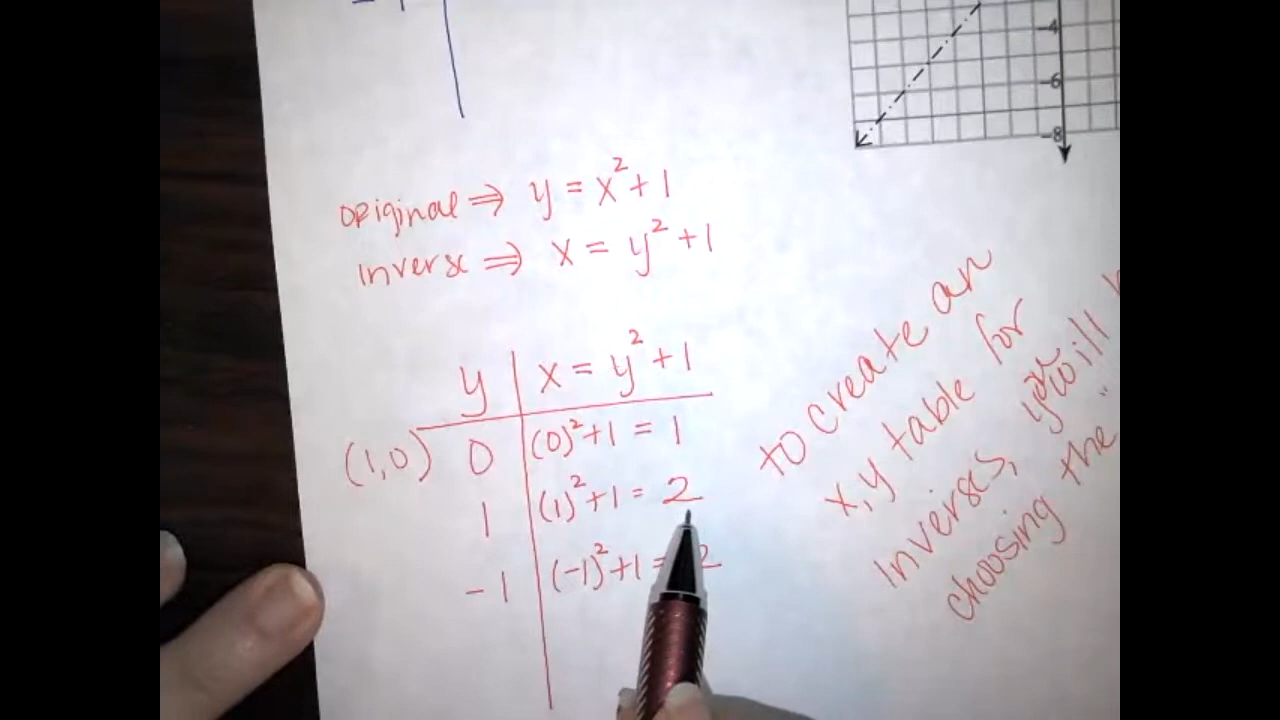 -4
-6
-8
original ⇒ y = x² + 1
inverse ⇒ x = y² + 1
y | x = y² + 1
(1,0) 0 | (0)² + 1 = 1
1 | (1)² + 1 = 2
-1 | (-1)² + 1 = 2
to create an
x, y table for
inverses, you will
choosing the "